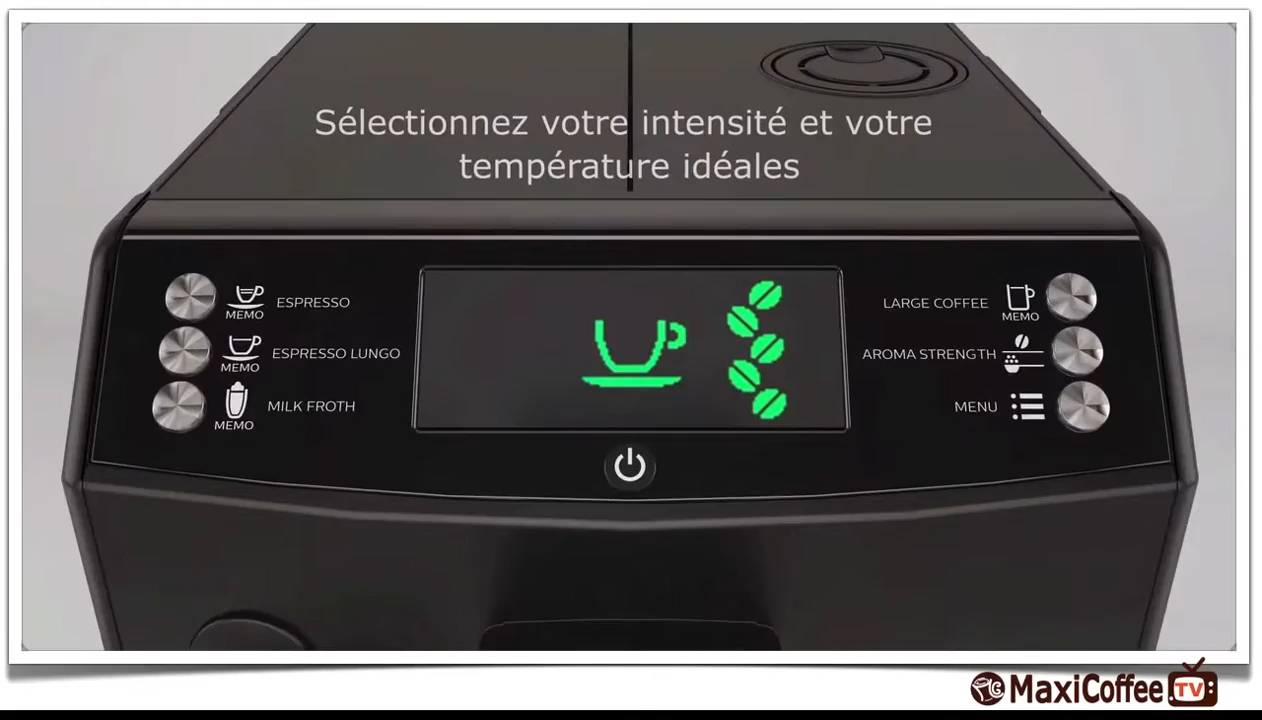 Sélectionnez votre intensité et votre
température idéales
ESPRESSO
MEMO
ESPRESSO LUNGO
MEMO
MILK FROTH
MEMO
LARGE COFFEE
MEMO
AROMA STRENGTH
MENU
MaxiCoffee TV